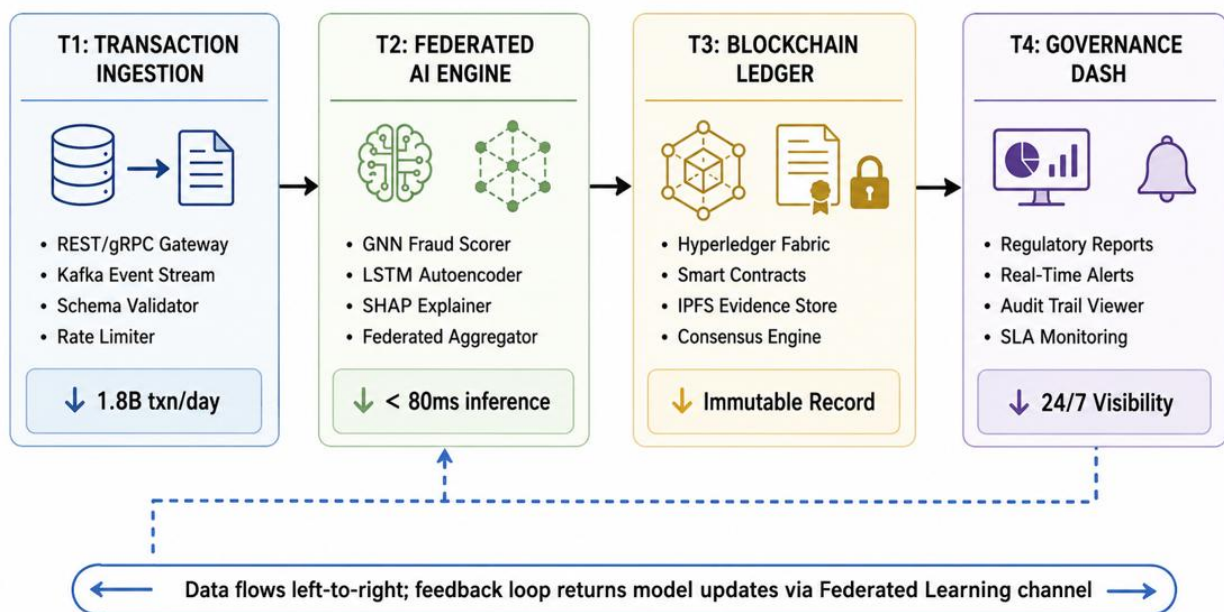 T1: TRANSACTION
INGESTION
• REST/gRPC Gateway
• Kafka Event Stream
• Schema Validator
• Rate Limiter
↓ 1.8B txn/day
T2: FEDERATED
AI ENGINE
• GNN Fraud Scorer
• LSTM Autoencoder
• SHAP Explainer
• Federated Aggregator
↓ < 80ms inference
T3: BLOCKCHAIN
LEDGER
• Hyperledger Fabric
• Smart Contracts
• IPFS Evidence Store
• Consensus Engine
↓ Immutable Record
T4: GOVERNANCE
DASH
• Regulatory Reports
• Real-Time Alerts
• Audit Trail Viewer
• SLA Monitoring
↓ 24/7 Visibility
Data flows left-to-right; feedback loop returns model updates via Federated Learning channel